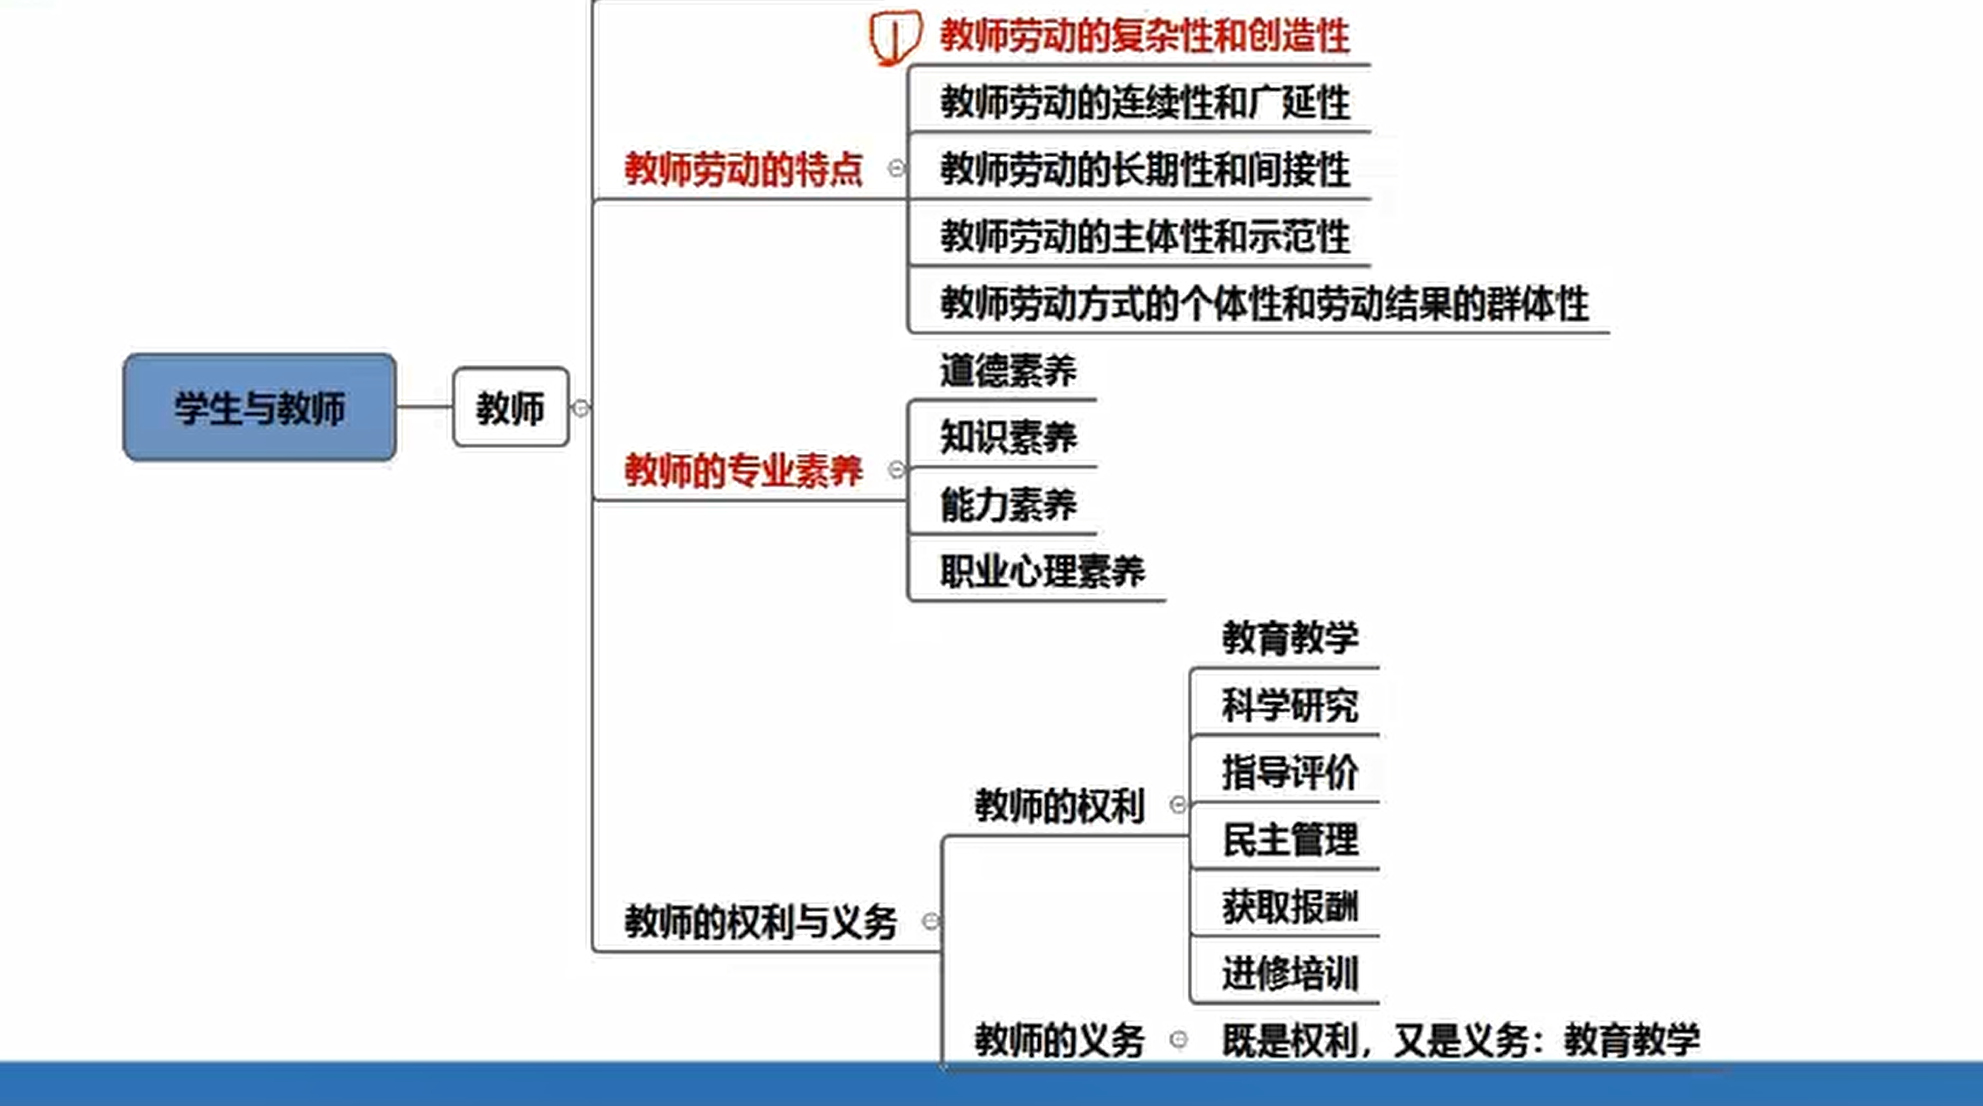 教师劳动的复杂性和创造性
教师劳动的连续性和广延性
教师劳动的特点
教师劳动的长期性和间接性
教师劳动的主体性和示范性
教师劳动方式的个体性和劳动结果的群体性
学生与教师
教师
道德素养
知识素养
教师的专业素养
能力素养
职业心理素养
教育教学
科学研究
指导评价
教师的权利
民主管理
获取报酬
教师的权利与义务
进修培训
教师的义务
既是权利，又是义务：教育教学